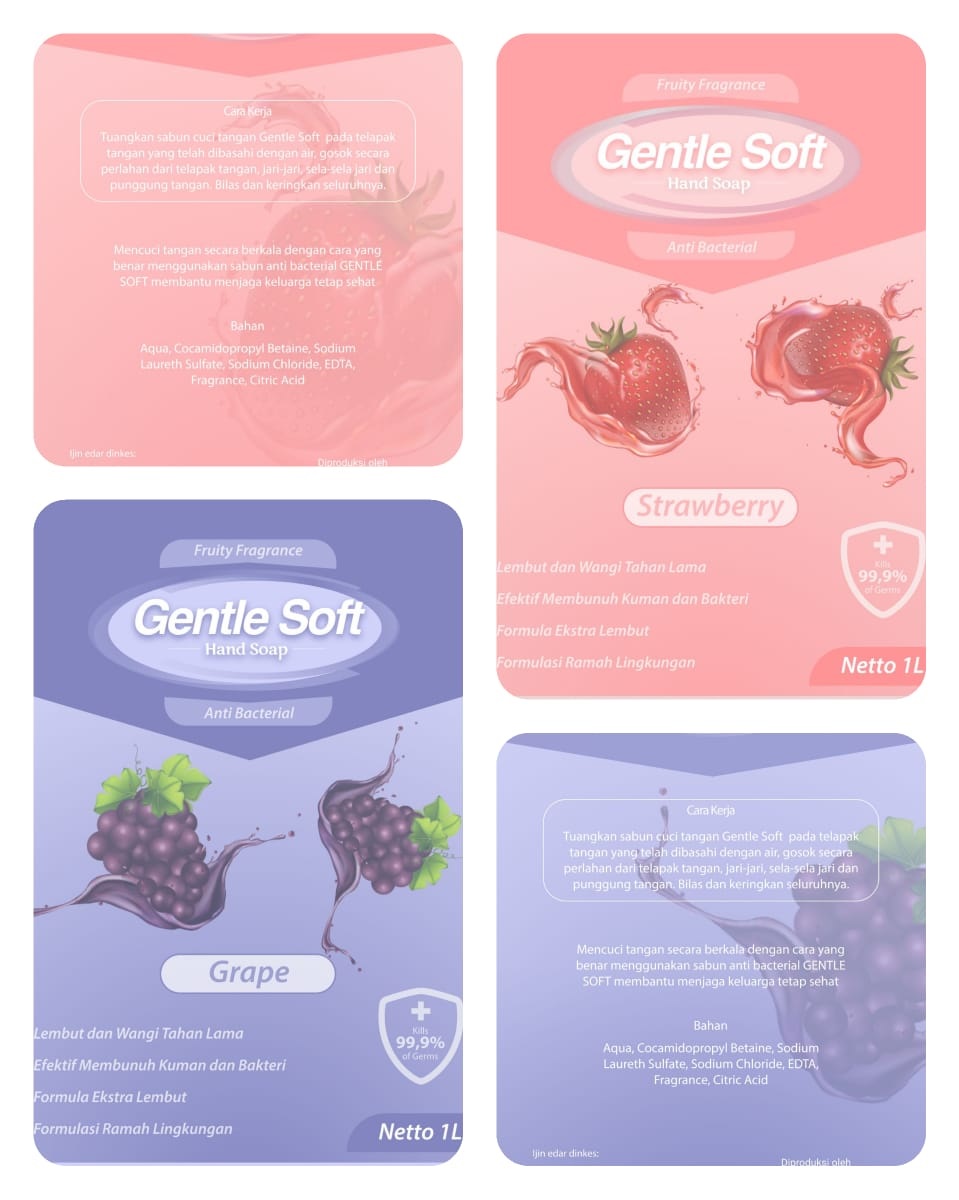 Cara Kerja
Tuangkan sabun cuci tangan Gentle Soft pada telapak
tangan yang telah dibasahi dengan air, gosok secara
perlahan dari telapak tangan, jari-jari, sela-sela jari dan
punggung tangan. Bilas dan keringkan seluruhnya.
Mencuci tangan secara berkala dengan cara yang
benar menggunakan sabun anti bacterial GENTLE
SOFT membantu menjaga keluarga tetap sehat
Bahan
Aqua, Cocamidopropyl Betaine, Sodium
Laureth Sulfate, Sodium Chloride, EDTA,
Fragrance, Citric Acid
Ijin edar dinkes:
Diproduksi oleh
Fruity Fragrance
Gentle Soft
Hand Soap
Anti Bacterial
Strawberry
Lembut dan Wangi Tahan Lama
Efektif Membunuh Kuman dan Bakteri
Formula Ekstra Lembut
Formulasi Ramah Lingkungan
Kills
99,9%
of Germs
Netto 1L
Fruity Fragrance
Gentle Soft
Hand Soap
Anti Bacterial
Grape
Lembut dan Wangi Tahan Lama
Efektif Membunuh Kuman dan Bakteri
Formula Ekstra Lembut
Formulasi Ramah Lingkungan
Kills
99,9%
of Germs
Netto 1L
Cara Kerja
Tuangkan sabun cuci tangan Gentle Soft pada telapak
tangan yang telah dibasahi dengan air, gosok secara
perlahan dari telapak tangan, jari-jari, sela-sela jari dan
punggung tangan. Bilas dan keringkan seluruhnya.
Mencuci tangan secara berkala dengan cara yang
benar menggunakan sabun anti bacterial GENTLE
SOFT membantu menjaga keluarga tetap sehat
Bahan
Aqua, Cocamidopropyl Betaine, Sodium
Laureth Sulfate, Sodium Chloride, EDTA,
Fragrance, Citric Acid
Ijin edar dinkes:
Diproduksi oleh